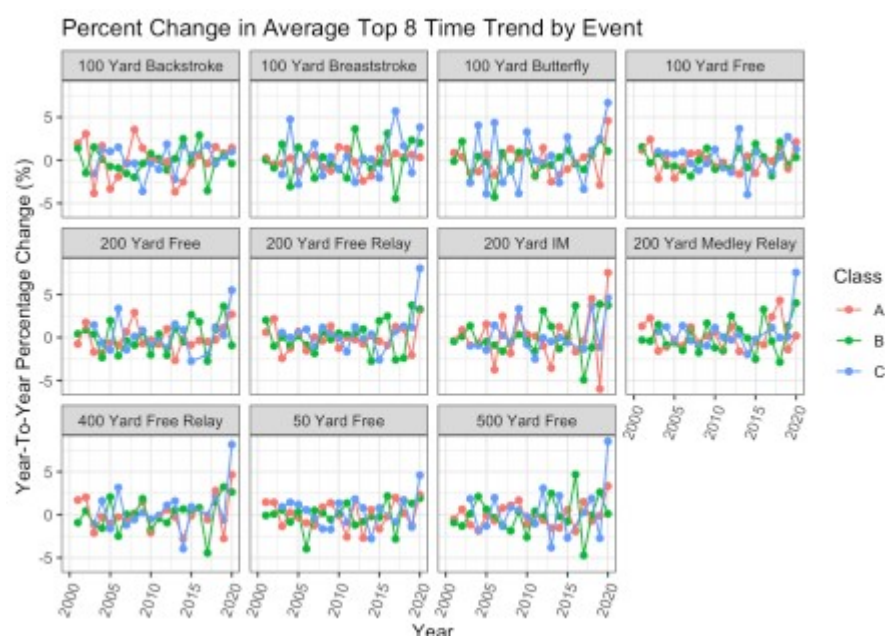 Percent Change in Average Top 8 Time Trend by Event
100 Yard Backstroke
100 Yard Breaststroke
100 Yard Butterfly
100 Yard Free
5
0
-5
200 Yard Free
200 Yard Free Relay
200 Yard IM
200 Yard Medley Relay
5
0
-5
2000
2005
2010
2015
2020
400 Yard Free Relay
50 Yard Free
500 Yard Free
5
0
-5
2000
2005
2010
2015
2020
2000
2005
2010
2015
2020
2000
2005
2010
2015
2020
Year
Year-To-Year Percentage Change (%)
Class
A
B
C